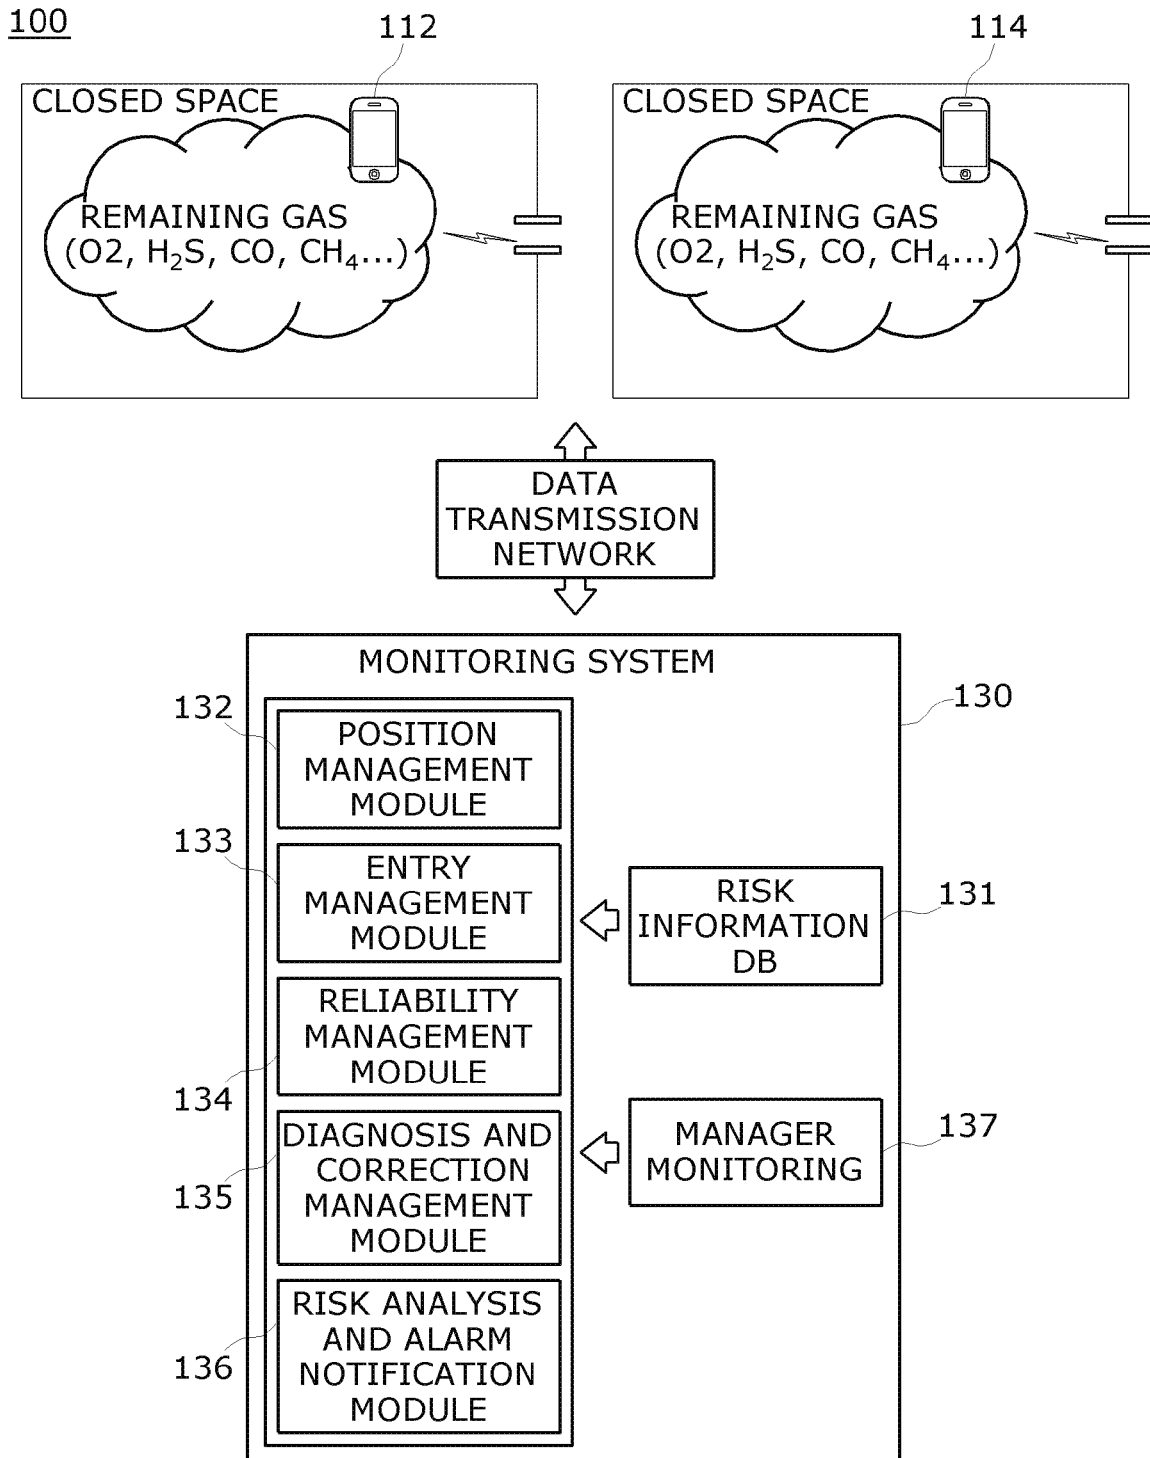 100
112
114
CLOSED SPACE
REMAINING GAS
(O2, H₂S, CO, CH₄...)
CLOSED SPACE
REMAINING GAS
(O2, H₂S, CO, CH₄...)
DATA
TRANSMISSION
NETWORK
MONITORING SYSTEM
130
132
POSITION
MANAGEMENT
MODULE
133
ENTRY
MANAGEMENT
MODULE
RISK
INFORMATION
DB
131
RELIABILITY
MANAGEMENT
MODULE
134
DIAGNOSIS AND
CORRECTION
MANAGEMENT
MODULE
135
MANAGER
MONITORING
137
RISK ANALYSIS
AND ALARM
NOTIFICATION
MODULE
136